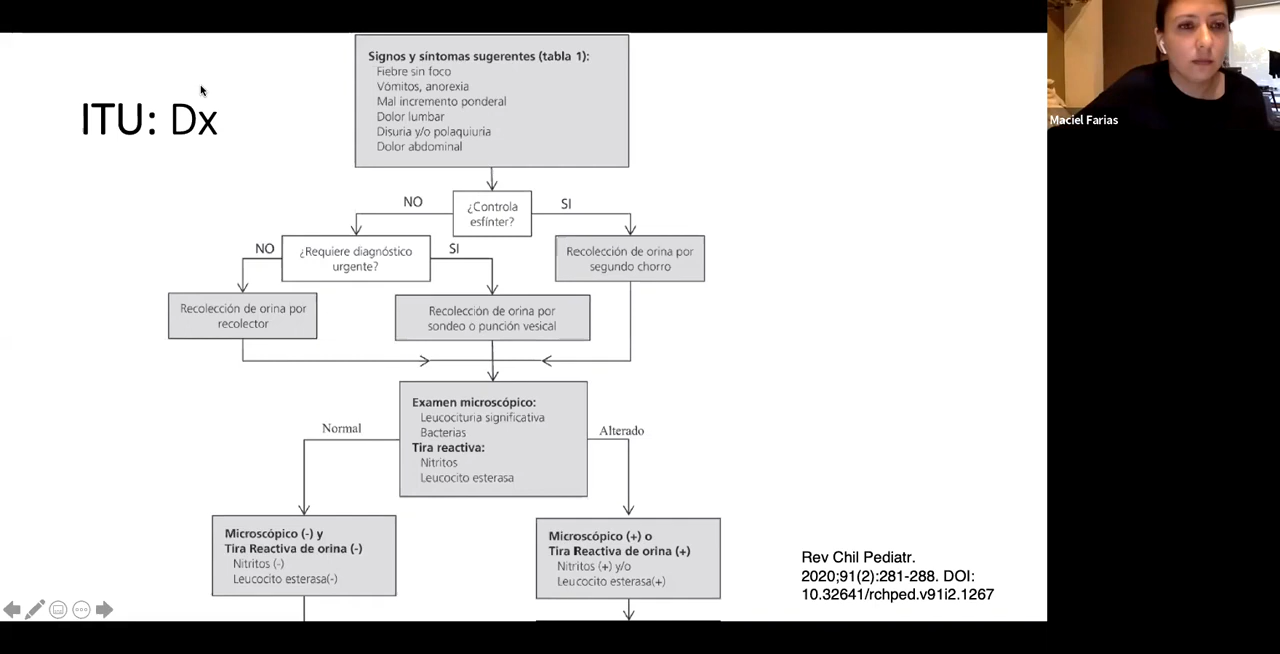 ITU: Dx
Signos y síntomas sugerentes (tabla 1):
Fiebre sin foco
Vómitos, anorexia
Mal incremento ponderal
Dolor lumbar
Disuria y/o polaquiuria
Dolor abdominal
¿Controla
esfínter?
NO
SI
¿Requiere diagnóstico
urgente?
NO
SI
Recolección de orina por
segundo chorro
Recolección de orina por
recolector
Recolección de orina por
sondeo o punción vesical
Examen microscópico:
Leucocituria significativa
Bacterias
Tira reactiva:
Nitritos
Leucocito esterasa
Normal
Alterado
Microscópico (-) y
Tira Reactiva de orina (-)
Nitritos (-)
Leucocito esterasa(-)
Microscópico (+) o
Tira Reactiva de orina (+)
Nitritos (+) y/o
Leucocito esterasa(+)
Rev Chil Pediatr.
2020;91(2):281-288. DOI:
10.32641/rchped.v91i2.1267
Maciel Farias